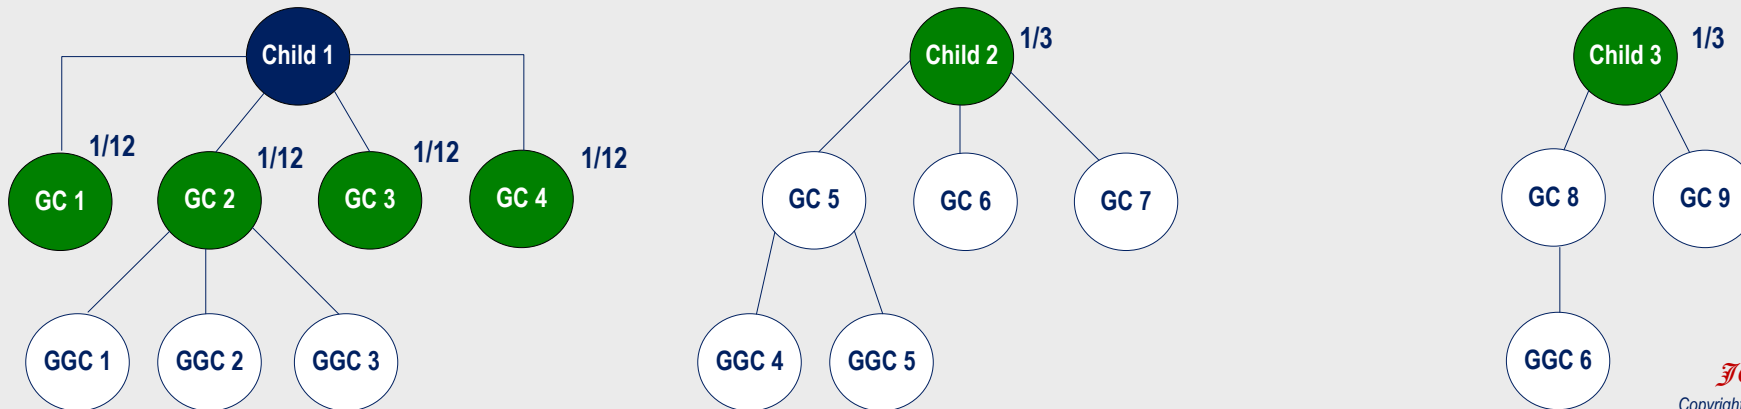 Child 1
Child 2
1/3
Child 3
1/3
1/12
1/12
1/12
1/12
GC 1
GC 2
GC 3
GC 4
GC 5
GC 6
GC 7
GC 8
GC 9
GGC 1
GGC 2
GGC 3
GGC 4
GGC 5
GGC 6
Copyright